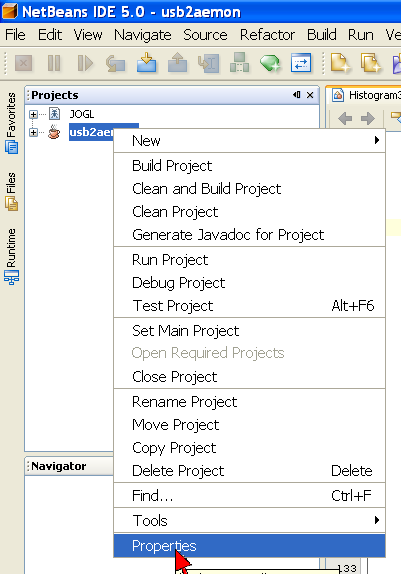 NetBeans IDE 5.0 - usb2aemon
File Edit View Navigate Source Refactor Build Run
Favorites
Files
Runtime
Projects
Histogram3
JOGL
New
Build Project
Clean and Build Project
Clean Project
Generate Javadoc for Project
Run Project
Debug Project
Test Project Alt+F6
Set Main Project
Open Required Projects
Close Project
Rename Project
Move Project
Copy Project
Delete Project Delete
Find... Ctrl+F
Tools
Properties
Navigator
133